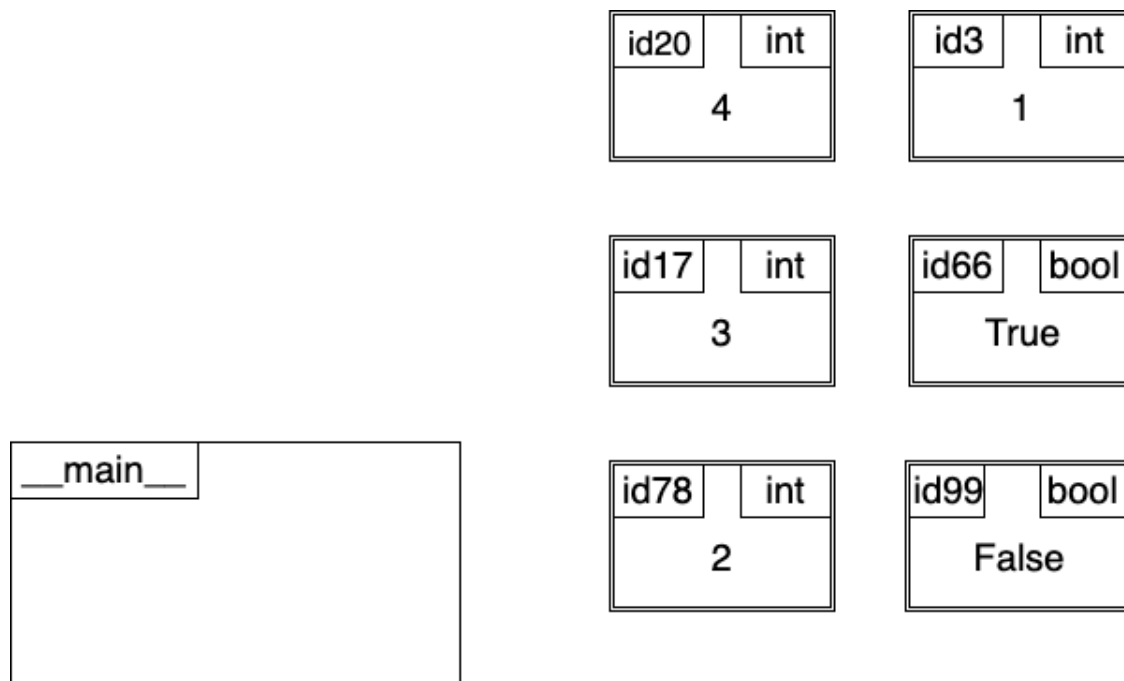 id20 int id3 int
4 1
id17 int id66 bool
3 True
__main__
id78 int id99 bool
2 False